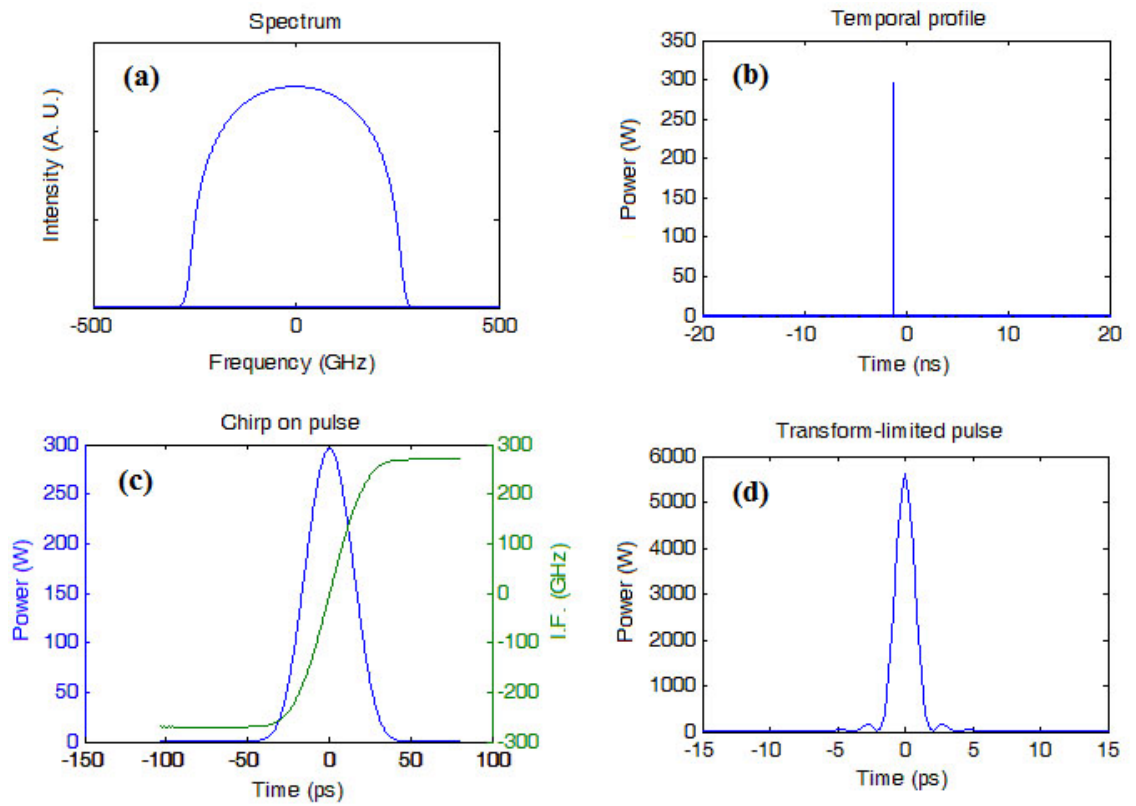 Spectrum
(a)
Intensity (A. U.)
-500 0 500
Frequency (GHz)
Temporal profile
(b)
Power (W)
350
300
250
200
150
100
50
0
-20 -10 0 10 20
Time (ns)
Chirp on pulse
(c)
Power (W)
300
250
200
150
100
50
0
300
200
100
0
-100
-200
-300
I.F. (GHz)
-150 -100 -50 0 50 100
Time (ps)
Transform-limited pulse
(d)
Power (W)
6000
5000
4000
3000
2000
1000
0
-15 -10 -5 0 5 10 15
Time (ps)